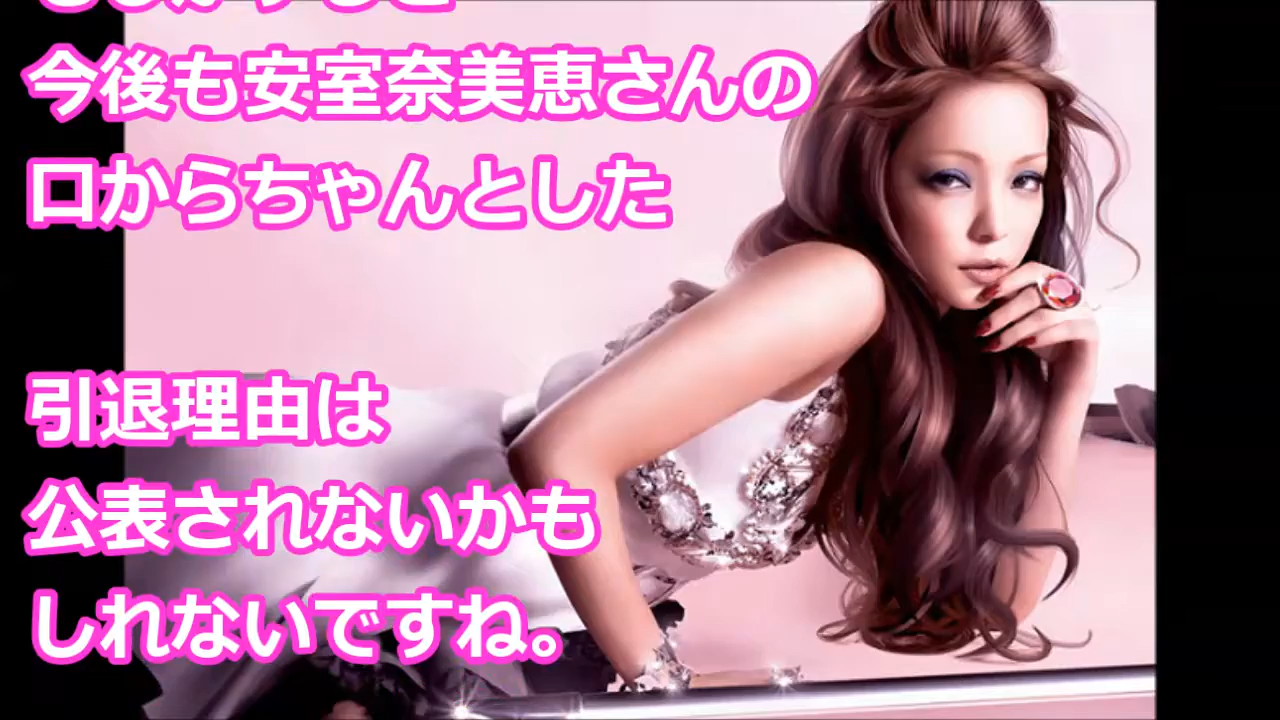 今後も安室奈美恵さんの
口からちゃんとした
引退理由は
公表されないかも
しれないですね。